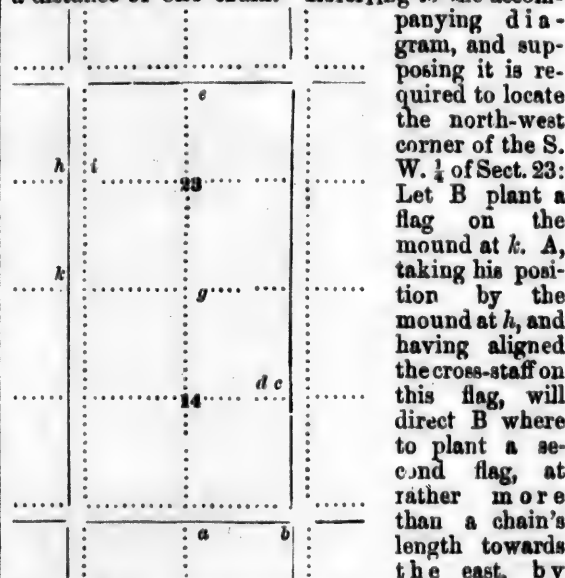 a distance of one chain. Referring to the accom-
panying dia-
gram, and sup-
posing it is re-
quired to locate
the north-west
corner of the S.
W. ¼ of Sect. 23:
Let B plant a
flag on the
mound at k. A,
taking his posi-
tion by the
mound at h, and
having aligned
the cross-staff on
this flag, will
direct B where
to plant a se-
cond flag, at
rather more
than a chain's
length towards
the east, by
e
h i
23
k
g
d c
14
a b